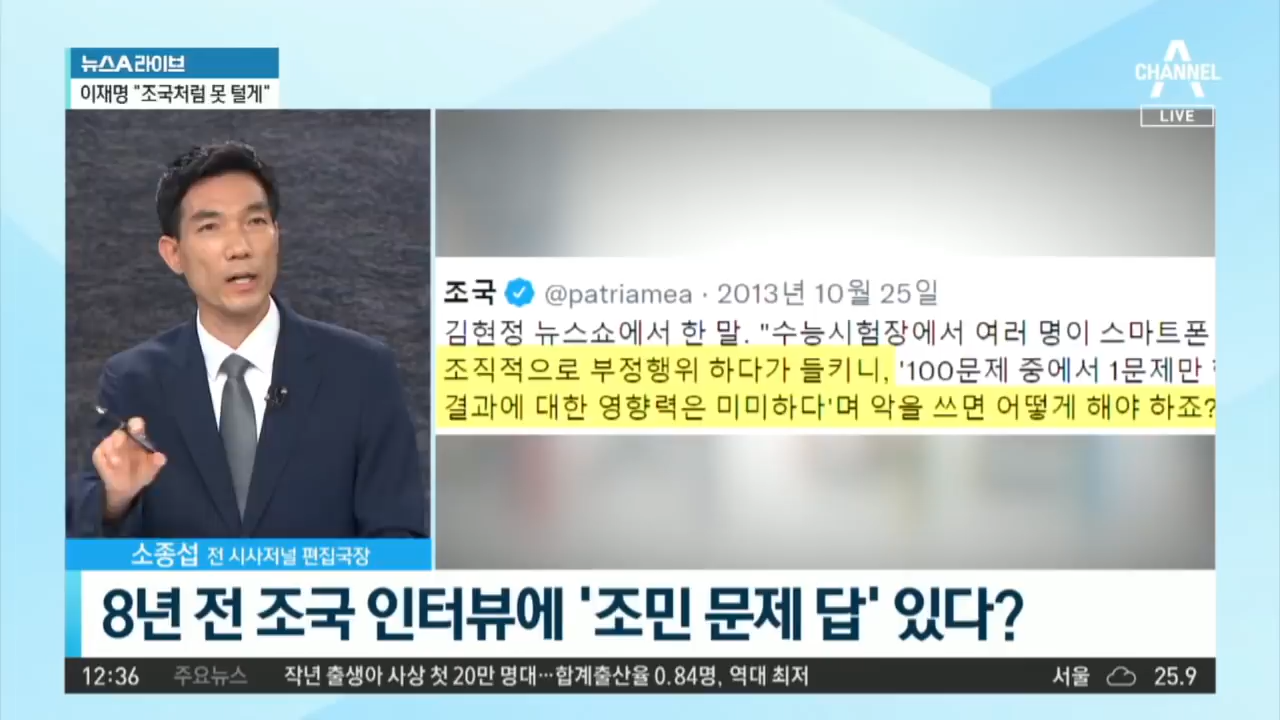 뉴스A 라이브
이재명 "조국처럼 못 털게"
CHANNEL A
LIVE
조국 @patriamea · 2013년 10월 25일
김현정 뉴스쇼에서 한 말. "수능시험장에서 여러 명이 스마트폰
조직적으로 부정행위 하다가 들키니, '100문제 중에서 1문제만
결과에 대한 영향력은 미미하다'며 악을 쓰면 어떻게 해야 하죠?
소종섭 전 시사저널 편집국장
8년 전 조국 인터뷰에 '조민 문제 답' 있다?
12:36 주요뉴스 작년 출생아 사상 첫 20만 명대…합계출산율 0.84명, 역대 최저 서울 25.9